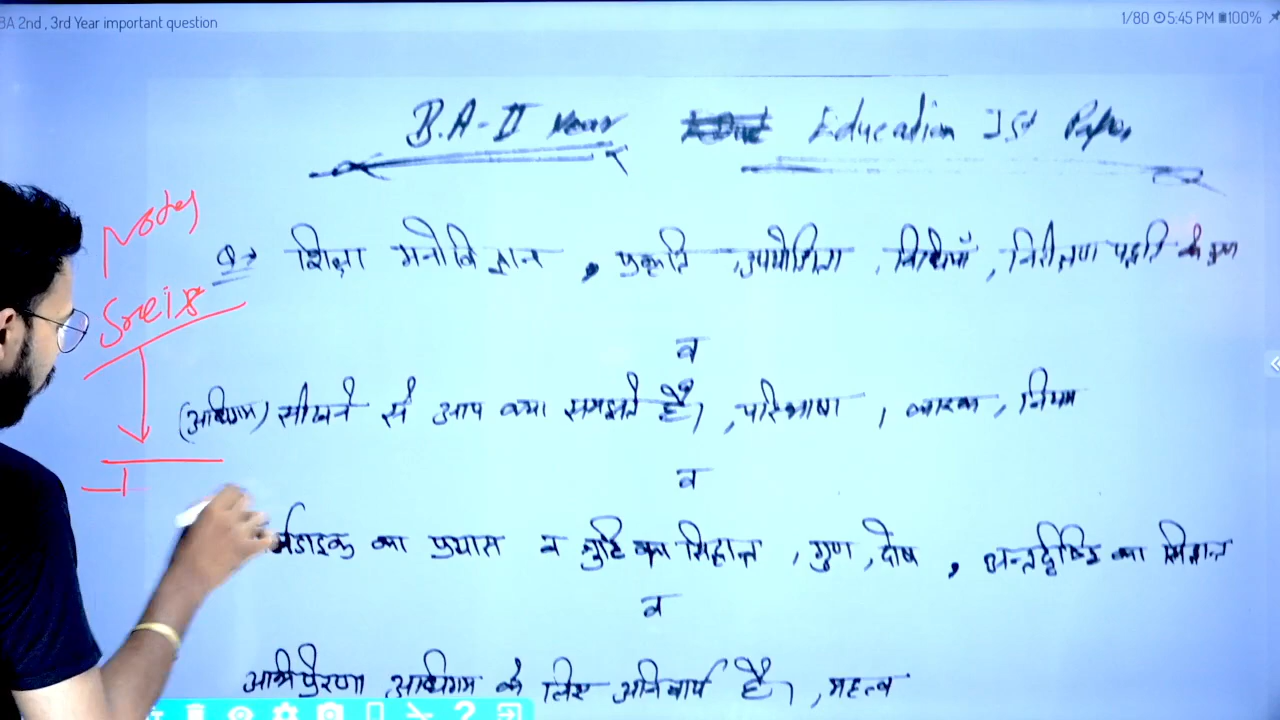 BA 2nd , 3rd Year important question
1/80 5:45 PM 100%
B.A-II Year Education Ist Paper
Notes
Q→ शिक्षा मनोविज्ञान , प्रकृति उपयोगिता , विधियाँ , निरीक्षण पद्दति के गुण
व
(अधिगम) सीखने से आप क्या समझते है। , परिभाषा , कारक , नियम
व
थॉर्नडाइक का प्रयास व त्रुटि का सिद्धान्त , गुण , दोष , अन्तर्दृष्टि का सिद्धान्त
व
अभिप्रेरणा अधिगम के लिए अनिवार्य है। , महत्व